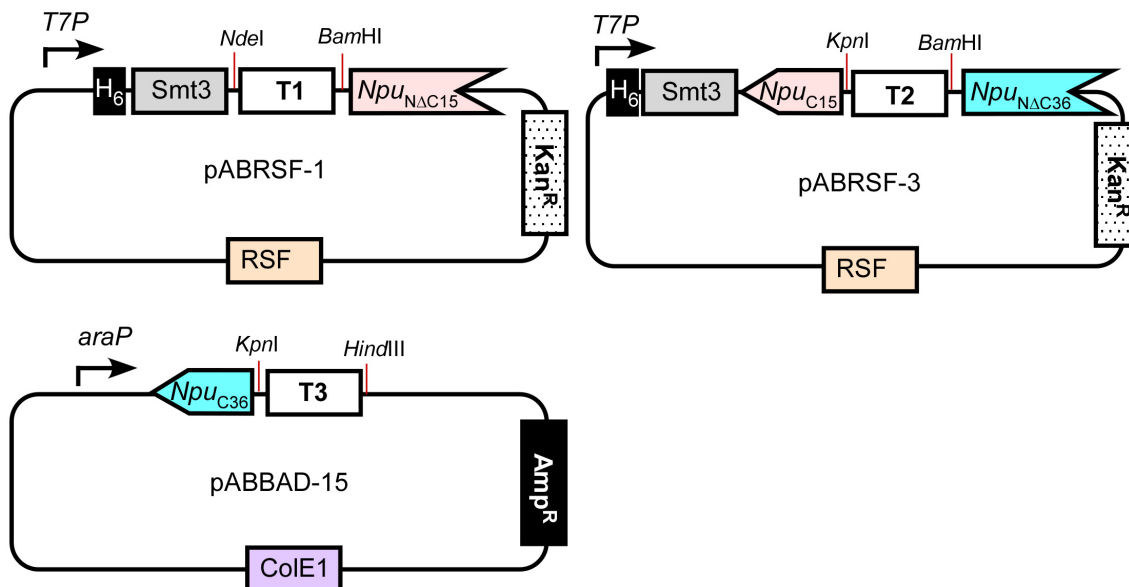 T7P
NdeI
BamHI
H6
Smt3
T1
NpuNΔC15
pABRSF-1
KanR
RSF
T7P
KpnI
BamHI
H6
Smt3
NpuC15
T2
NpuNΔC36
pABRSF-3
KanR
RSF
araP
KpnI
HindIII
NpuC36
T3
pABBAD-15
AmpR
ColE1